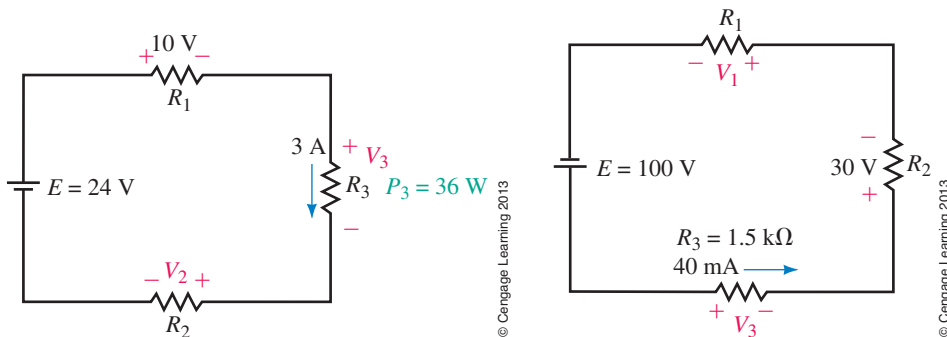 10 V
+ −
R1
3 A
+ V3
E = 24 V
R3
P3 = 36 W
−
− V2 +
R2
© Cengage Learning 2013
R1
− V1 +
E = 100 V
−
30 V
R2
+
R3 = 1.5 kΩ
40 mA
+ V3 −
© Cengage Learning 2013